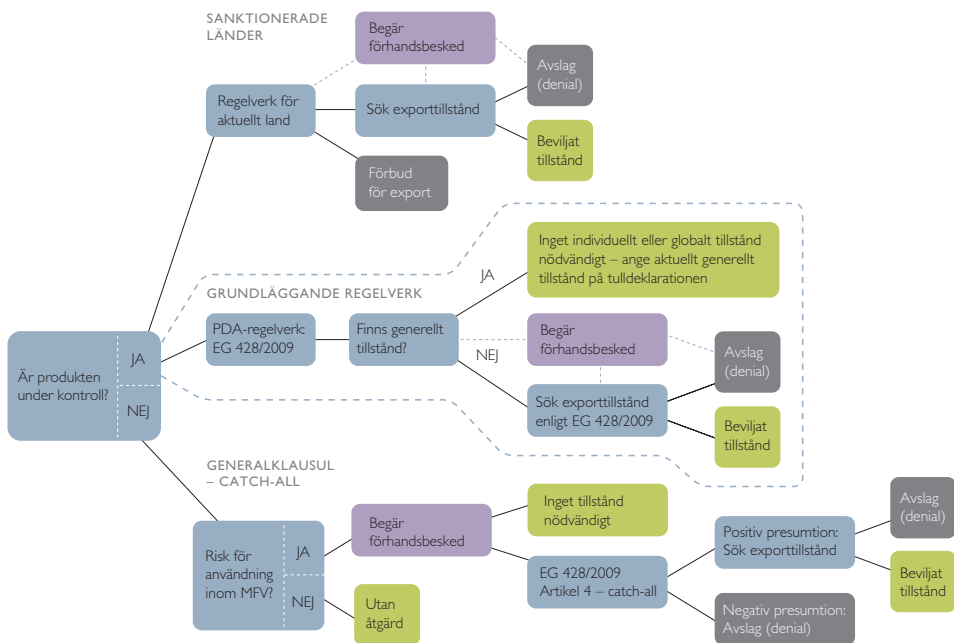 SANKTIONERADE
LÄNDER
Begär
förhandsbesked
Avslag
(denial)
Regelverk för
aktuellt land
Sök exporttillstånd
Beviljat
tillstånd
Förbud
för export
Inget individuellt eller globalt tillstånd
nödvändigt – ange aktuellt generellt
tillstånd på tulldeklarationen
JA
GRUNDLÄGGANDE REGELVERK
PDA-regelverk:
EG 428/2009
Finns generellt
tillstånd?
NEJ
Begär
förhandsbesked
Avslag
(denial)
Är produkten
under kontroll?
JA
NEJ
Sök exporttillstånd
enligt EG 428/2009
Beviljat
tillstånd
GENERALKLAUSUL
– CATCH-ALL
Begär
förhandsbesked
Inget tillstånd
nödvändigt
Avslag
(denial)
Positiv presumtion:
Sök exporttillstånd
Risk för
användning
inom MFV?
JA
NEJ
EG 428/2009
Artikel 4 – catch-all
Beviljat
tillstånd
Utan
åtgärd
Negativ presumtion:
Avslag (denial)